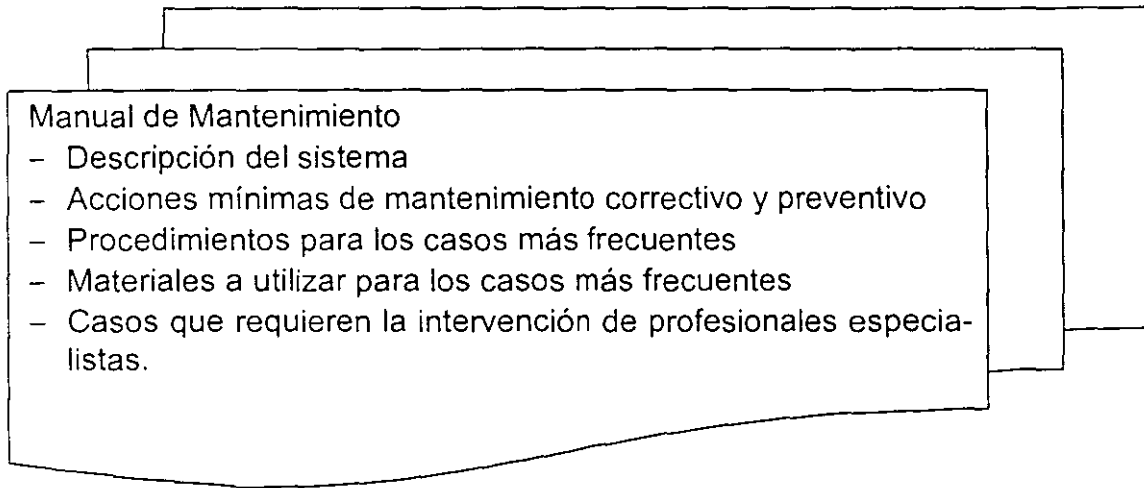 Manual de Mantenimiento
– Descripción del sistema
– Acciones mínimas de mantenimiento correctivo y preventivo
– Procedimientos para los casos más frecuentes
– Materiales a utilizar para los casos más frecuentes
– Casos que requieren la intervención de profesionales especia-
listas.